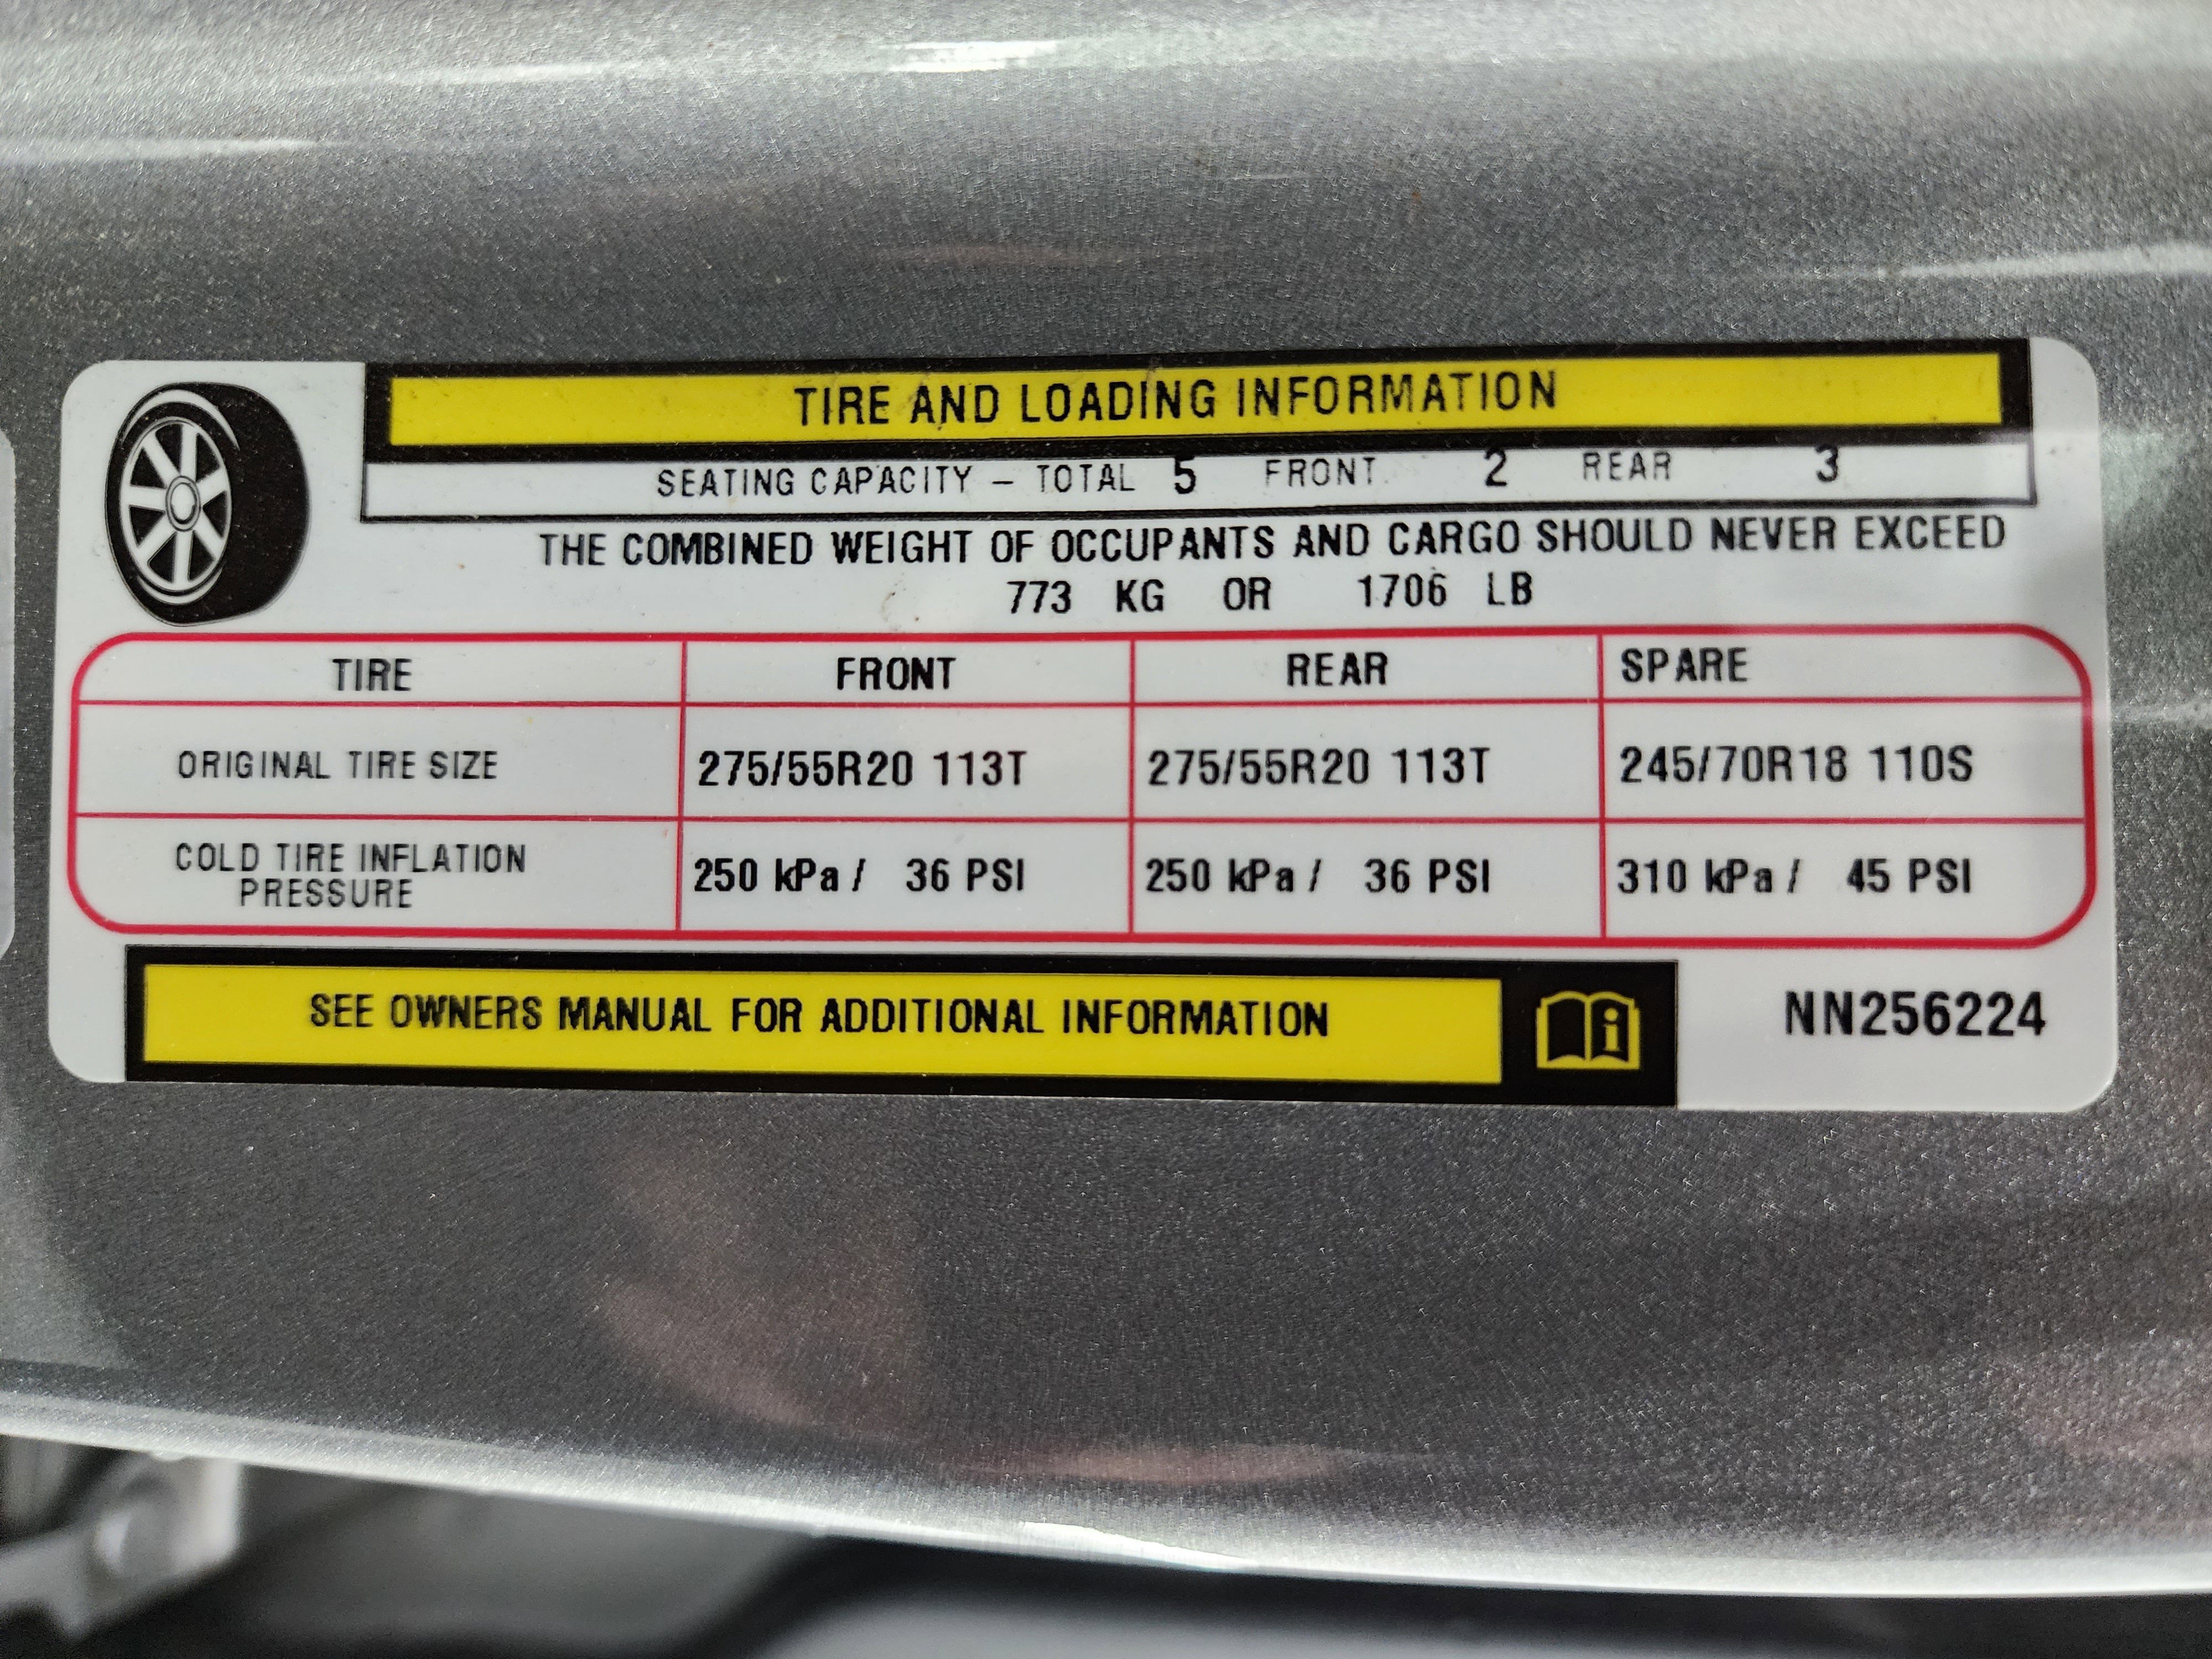 TIRE AND LOADING INFORMATION
SEATING CAPACITY – TOTAL 5 FRONT 2 REAR 3
THE COMBINED WEIGHT OF OCCUPANTS AND CARGO SHOULD NEVER EXCEED
773 KG OR 1706 LB
TIRE FRONT REAR SPARE
ORIGINAL TIRE SIZE 275/55R20 113T 275/55R20 113T 245/70R18 110S
COLD TIRE INFLATION
PRESSURE 250 kPa / 36 PSI 250 kPa / 36 PSI 310 kPa / 45 PSI
SEE OWNERS MANUAL FOR ADDITIONAL INFORMATION i NN256224